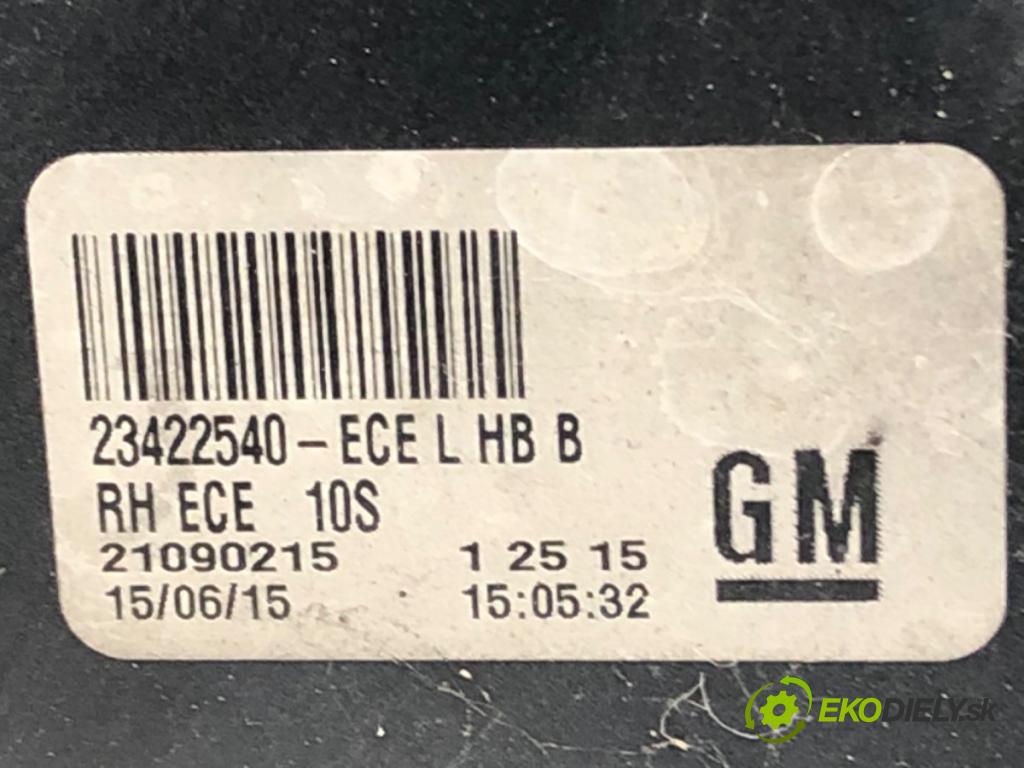 23422540-ECE L HB B
RH ECE 10S
21090215 1 25 15
15/06/15 15:05:32
GM
EKODIELY.sk